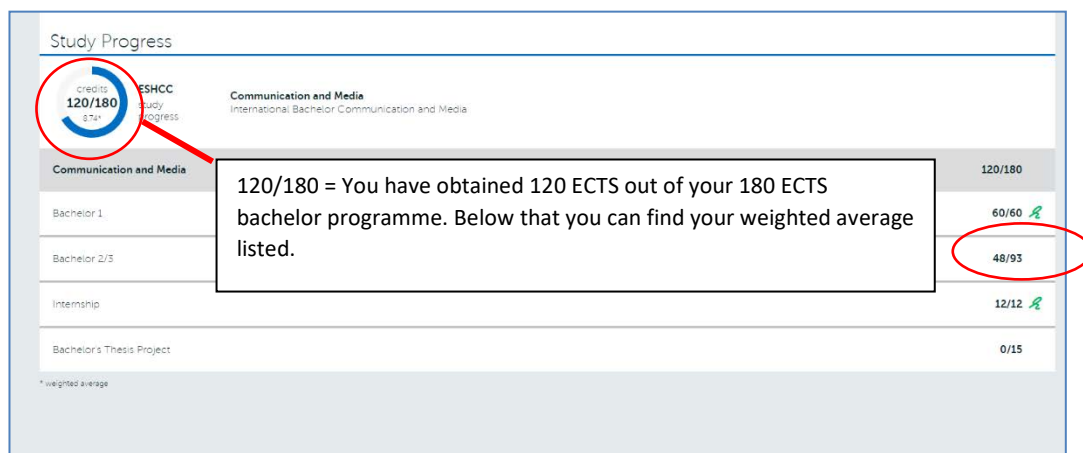 Study Progress
credits
120/180
8.74*
ESHCC
study
progress
Communication and Media
International Bachelor Communication and Media
Communication and Media
120/180
120/180 = You have obtained 120 ECTS out of your 180 ECTS
bachelor programme. Below that you can find your weighted average
listed.
Bachelor 1
60/60
Bachelor 2/3
48/93
Internship
12/12
Bachelor's Thesis Project
0/15
* weighted average